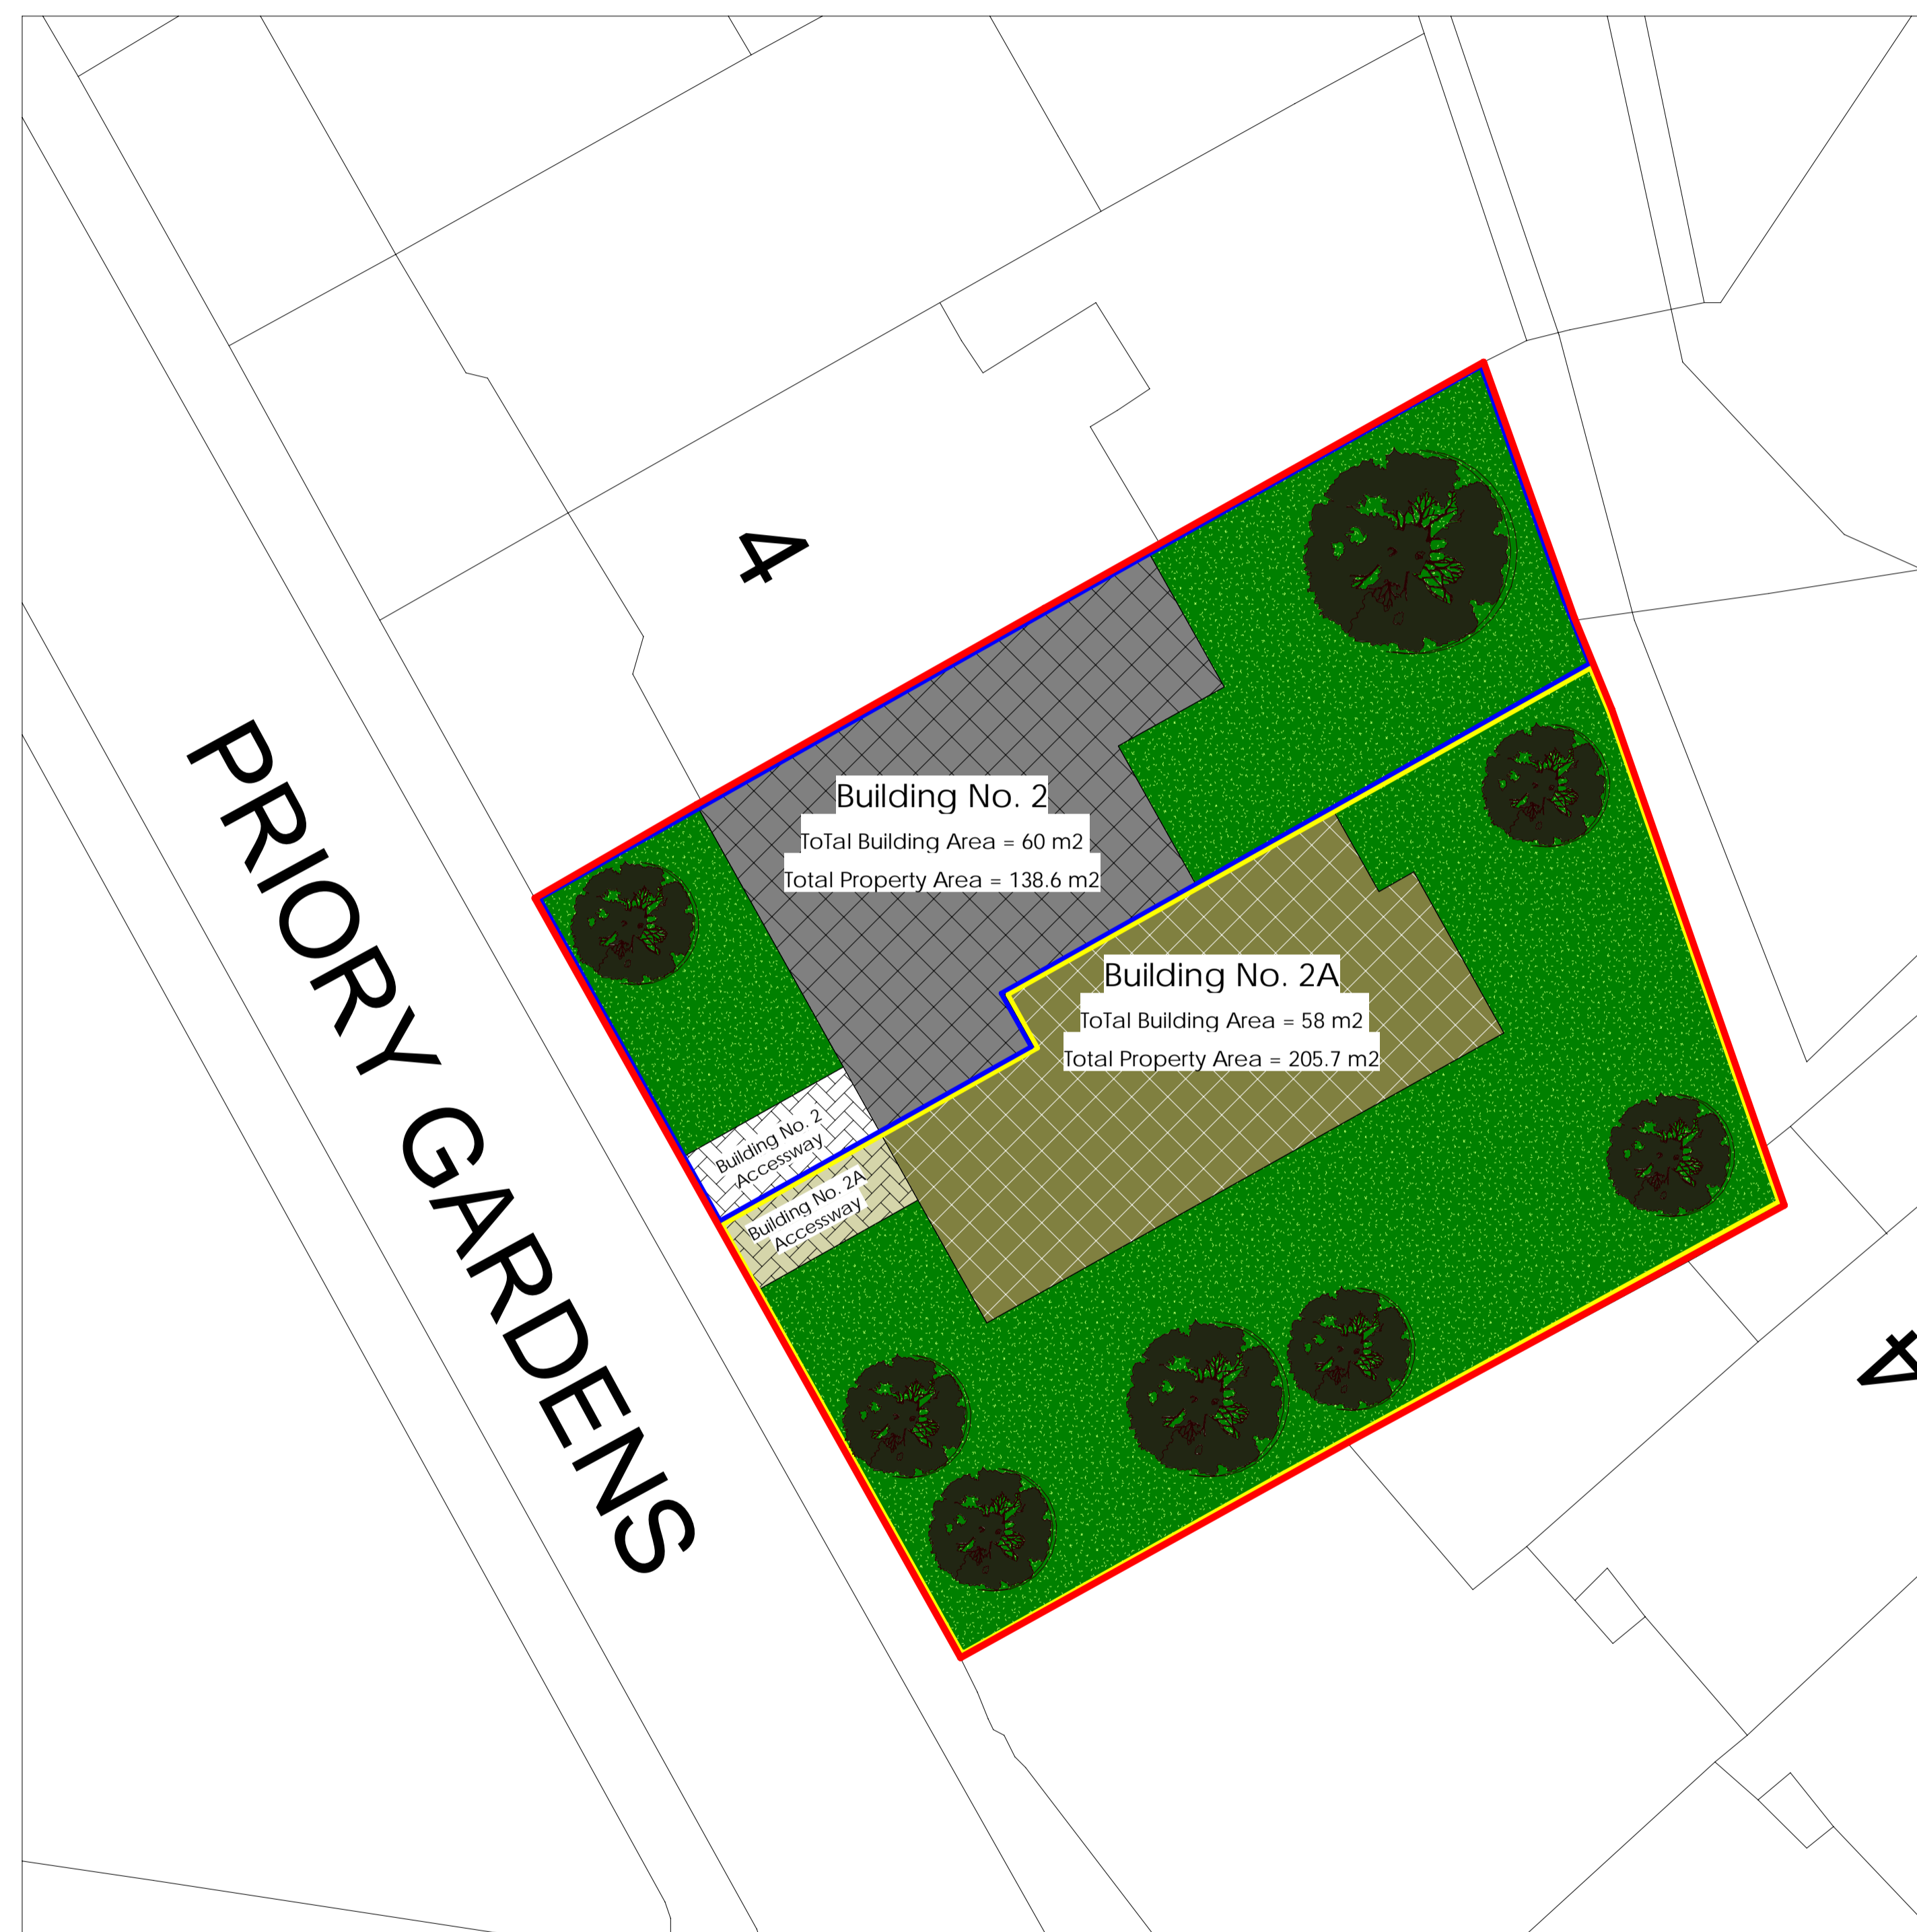 4
PRIORY GARDENS
Building No. 2
ToTal Building Area = 60 m2
Total Property Area = 138.6 m2
Building No. 2A
ToTal Building Area = 58 m2
Total Property Area = 205.7 m2
Building No. 2
Accessway
Building No. 2A
Accessway